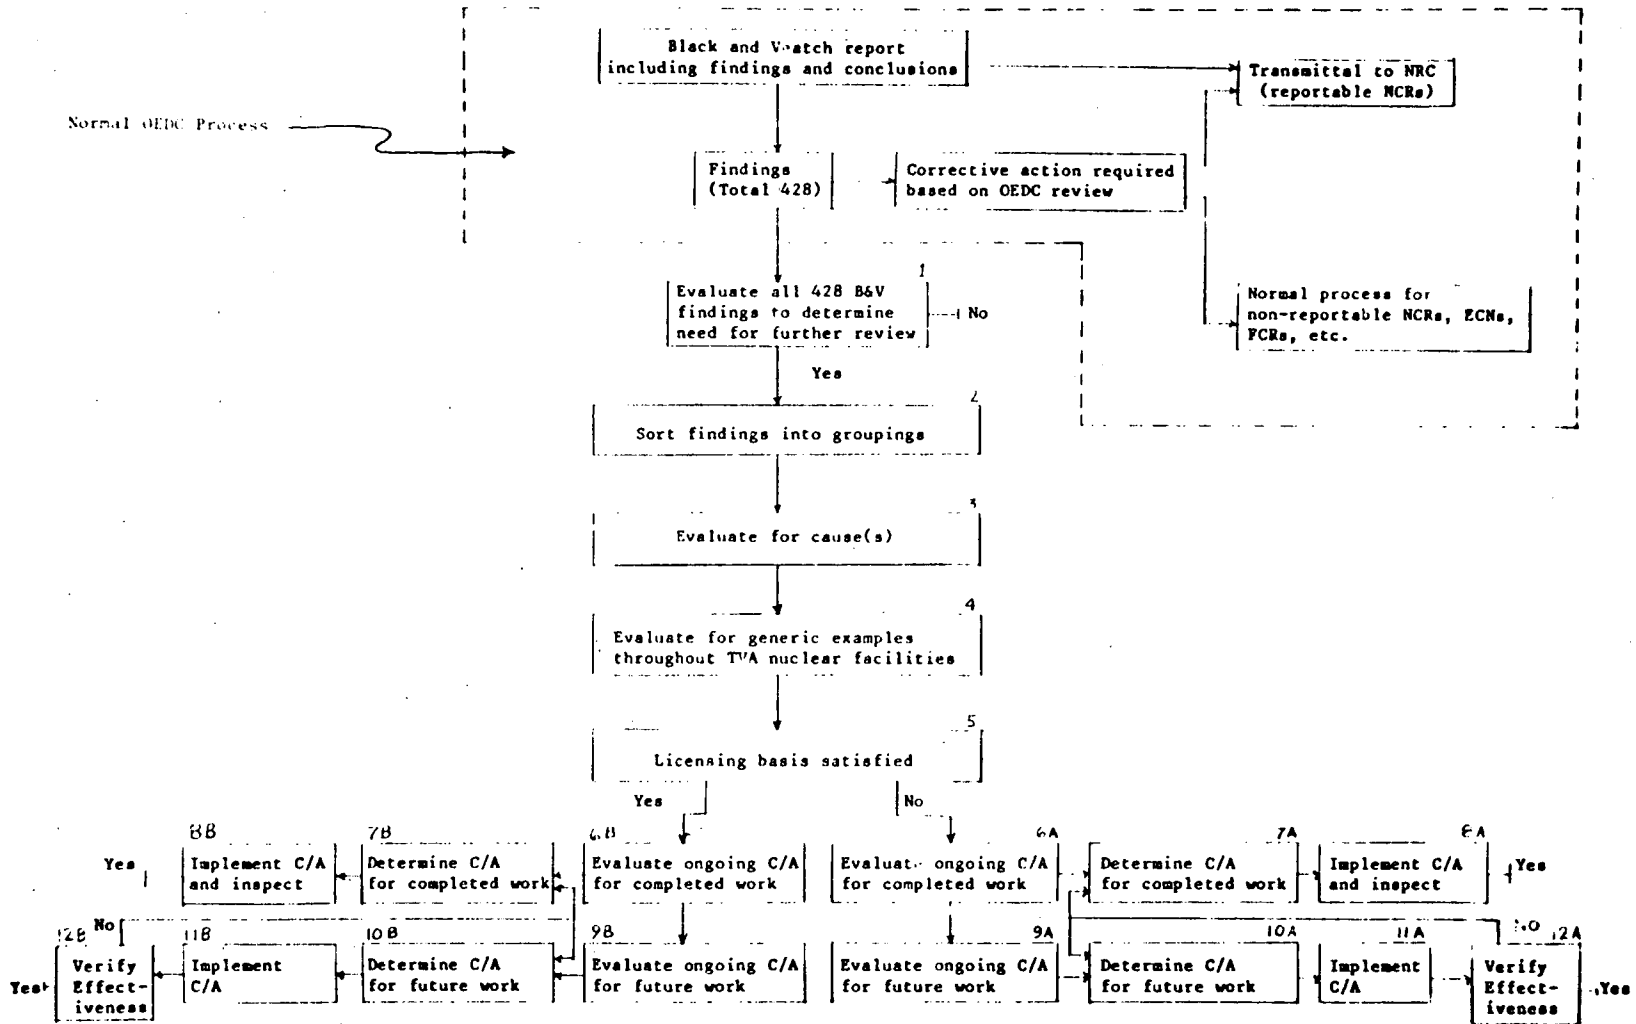 Black and Veatch report
including findings and conclusions
Transmittal to NRC
(reportable NCRs)
Normal OEDC Process
Findings
(Total 428)
Corrective action required
based on OEDC review
1
Evaluate all 428 B&V
findings to determine
need for further review
No
Normal process for
non-reportable NCRs, ECNs,
FCRs, etc.
Yes
2
Sort findings into groupings
3
Evaluate for cause(s)
4
Evaluate for generic examples
throughout TVA nuclear facilities
5
Licensing basis satisfied
Yes
No
8B
Yes
Implement C/A
and inspect
7B
Determine C/A
for completed work
6B
Evaluate ongoing C/A
for completed work
6A
Evaluate ongoing C/A
for completed work
7A
Determine C/A
for completed work
8A
Implement C/A
and inspect
Yes
12B
No
Yes
Verify
Effect-
iveness
11B
Implement
C/A
10B
Determine C/A
for future work
9B
Evaluate ongoing C/A
for future work
9A
Evaluate ongoing C/A
for future work
10A
Determine C/A
for future work
11A
Implement
C/A
No
12A
Verify
Effect-
iveness
Yes